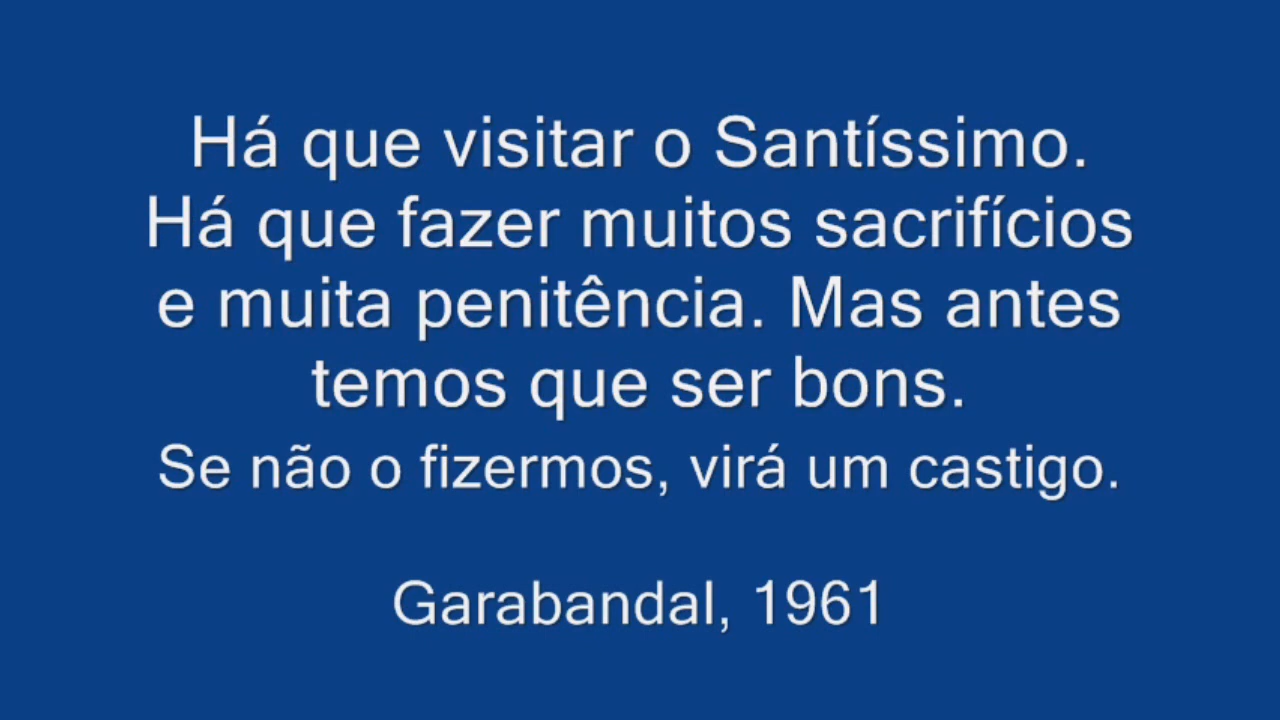 Há que visitar o Santíssimo.
Há que fazer muitos sacrifícios
e muita penitência. Mas antes
temos que ser bons.
Se não o fizermos, virá um castigo.
Garabandal, 1961